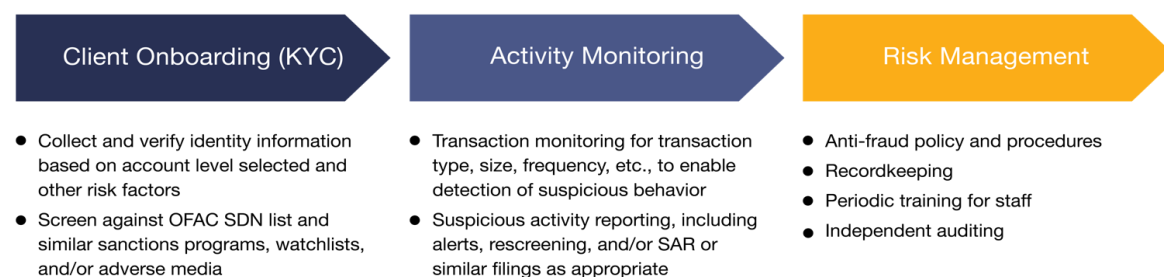 Client Onboarding (KYC)
● Collect and verify identity information
based on account level selected and
other risk factors
● Screen against OFAC SDN list and
similar sanctions programs, watchlists,
and/or adverse media
Activity Monitoring
● Transaction monitoring for transaction
type, size, frequency, etc., to enable
detection of suspicious behavior
● Suspicious activity reporting, including
alerts, rescreening, and/or SAR or
similar filings as appropriate
Risk Management
● Anti-fraud policy and procedures
● Recordkeeping
● Periodic training for staff
● Independent auditing